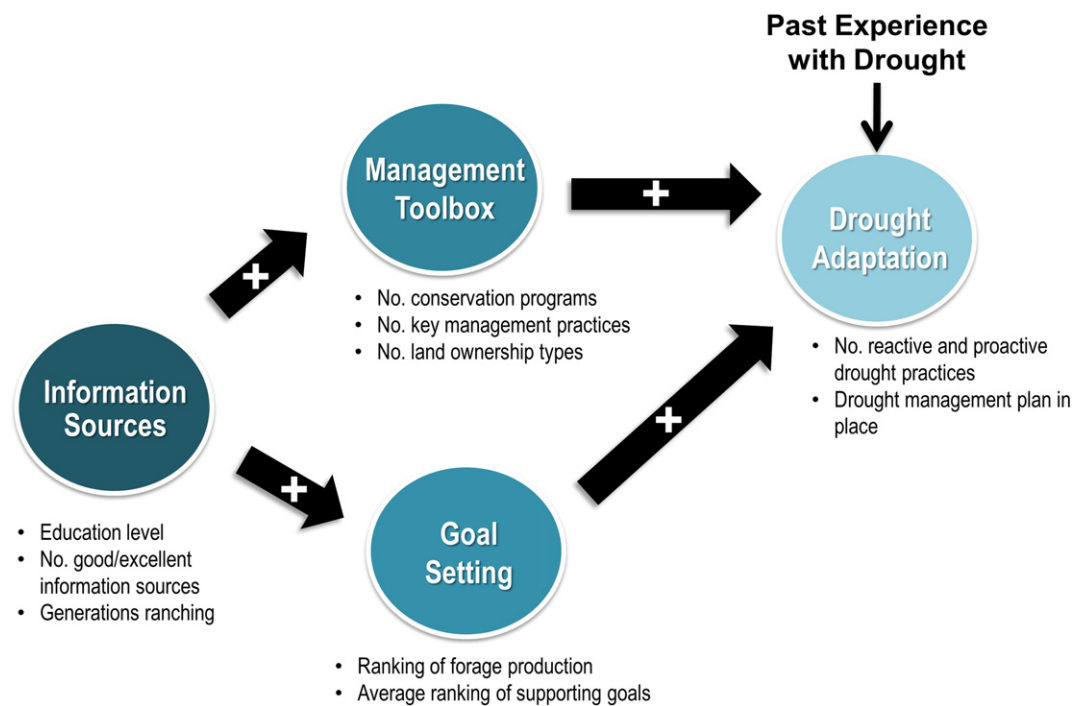 Past Experience
with Drought
Management
Toolbox
+
+
Drought
Adaptation
• No. conservation programs
• No. key management practices
• No. land ownership types
• No. reactive and proactive
drought practices
• Drought management plan in
place
Information
Sources
+
+
• Education level
• No. good/excellent
information sources
• Generations ranching
Goal
Setting
• Ranking of forage production
• Average ranking of supporting goals